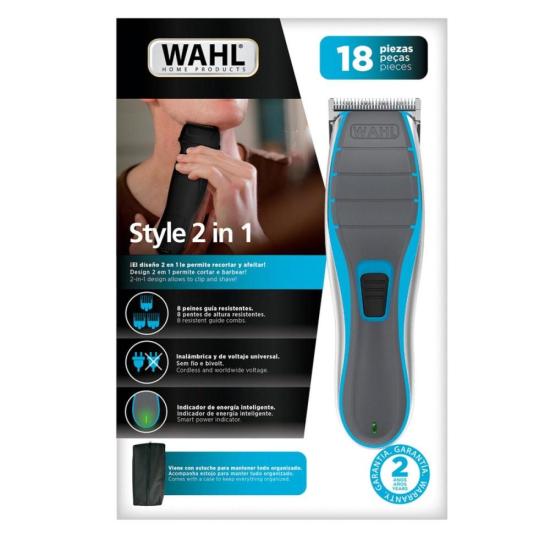 WAHL®
HOME PRODUCTS
18 piezas
peças
pieces
WAHL
Style 2 in 1
¡El diseño 2 en 1 le permite recortar y afeitar!
Design 2 em 1 permite cortar e barbear!
2-in-1 design allows to clip and shave!
8 peines guía resistentes.
8 pentes de altura resistentes.
8 resistent guide combs.
Inalámbrica y de voltaje universal.
Sem fio e bivolt.
Cordless and worldwide voltage.
Indicador de energía inteligente.
Indicador de energía inteligente.
Smart power indicator.
Viene con estuche para mantener todo organizado.
Acompanha estojo para manter tudo organizado.
Comes with a case to keep everything organized.
GARANTÍA. GARANTIA. WARRANTY.
2
AÑOS
ANOS
YEARS